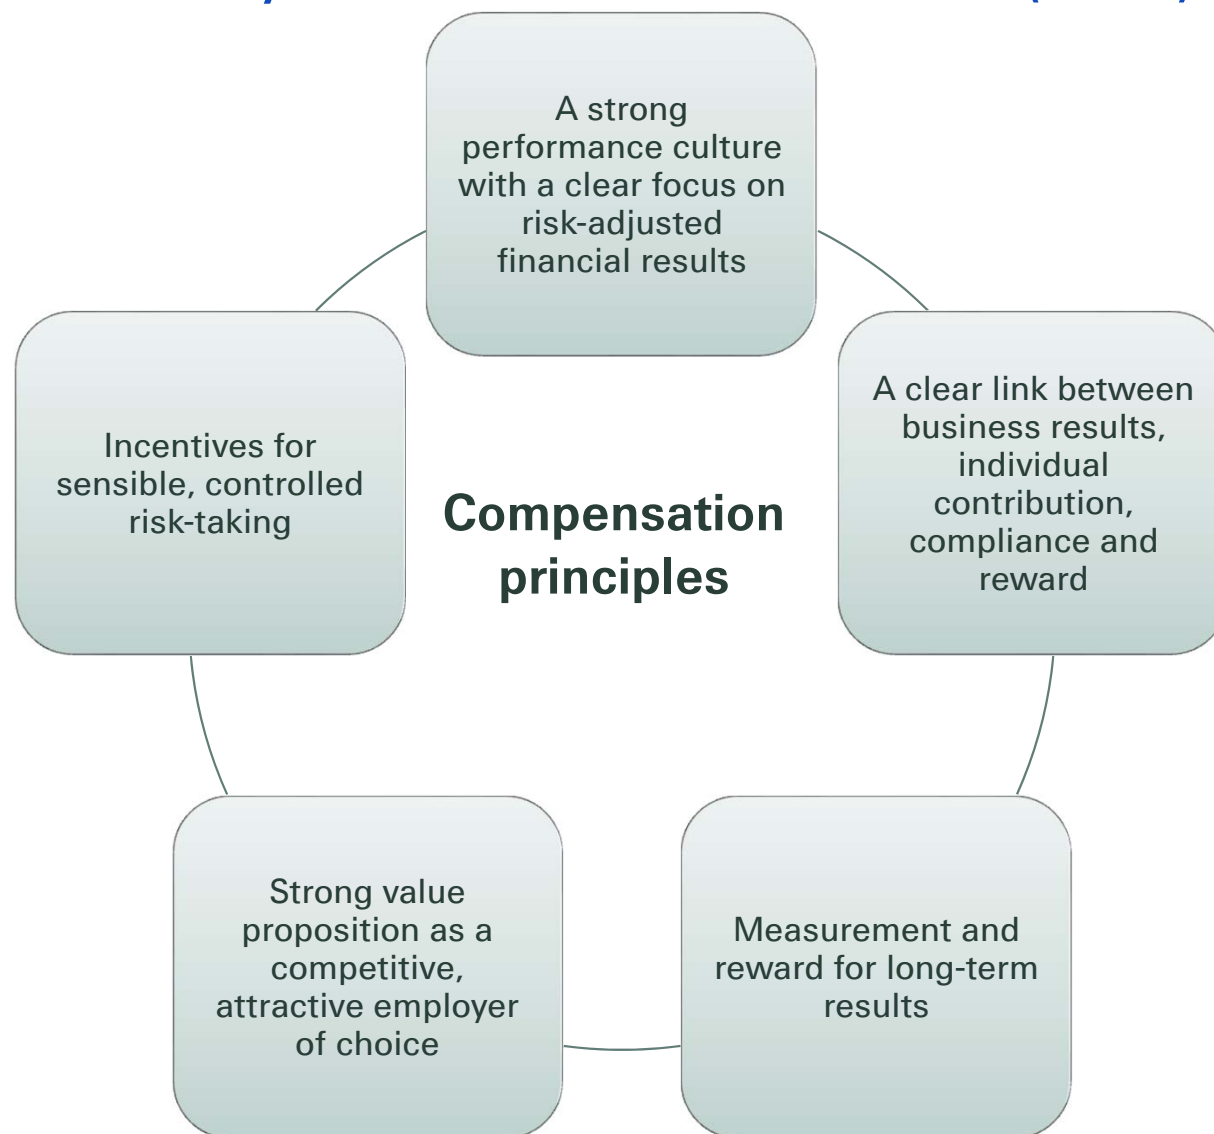 A strong
performance culture
with a clear focus on
risk-adjusted
financial results
A clear link between
business results,
individual
contribution,
compliance and
reward
Incentives for
sensible, controlled
risk-taking
Compensation
principles
Strong value
proposition as a
competitive,
attractive employer
of choice
Measurement and
reward for long-term
results